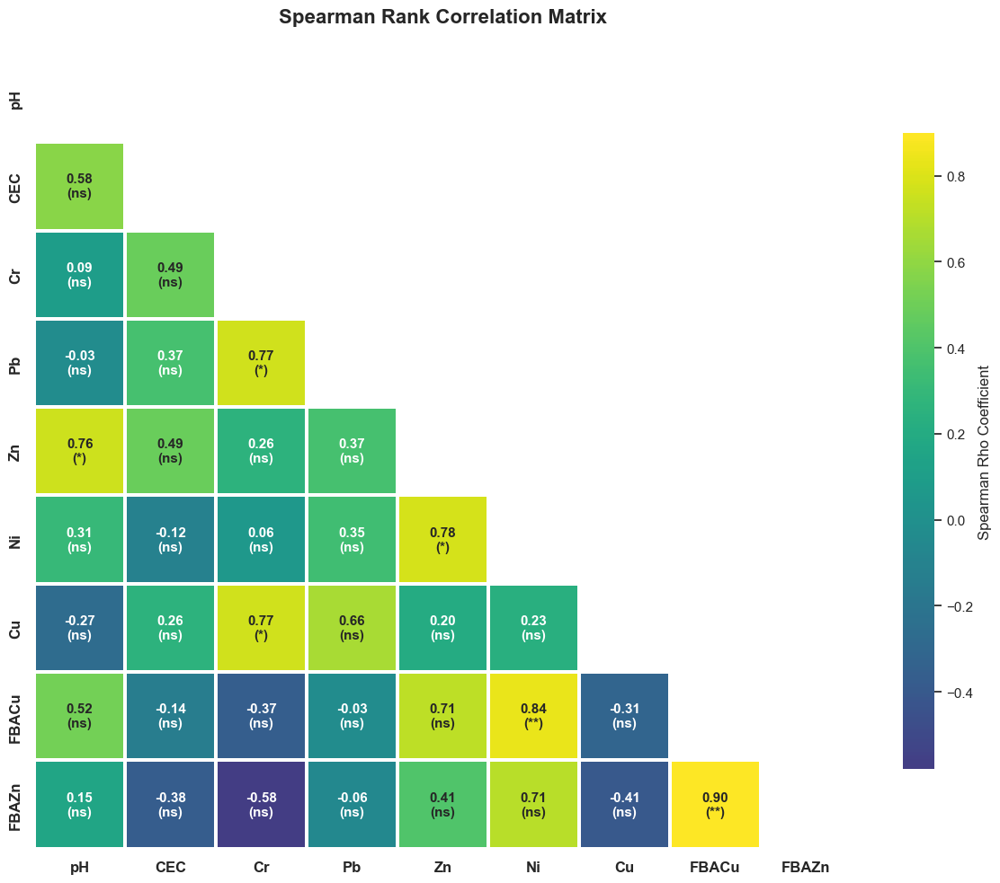 Spearman Rank Correlation Matrix
pH
CEC
0.58
(ns)
Cr
0.09
(ns)
0.49
(ns)
Pb
-0.03
(ns)
0.37
(ns)
0.77
(*)
Zn
0.76
(*)
0.49
(ns)
0.26
(ns)
0.37
(ns)
Ni
0.31
(ns)
-0.12
(ns)
0.06
(ns)
0.35
(ns)
0.78
(*)
Cu
-0.27
(ns)
0.26
(ns)
0.77
(*)
0.66
(ns)
0.20
(ns)
0.23
(ns)
FBACu
0.52
(ns)
-0.14
(ns)
-0.37
(ns)
-0.03
(ns)
0.71
(ns)
0.84
(**)
-0.31
(ns)
FBAZn
0.15
(ns)
-0.38
(ns)
-0.58
(ns)
-0.06
(ns)
0.41
(ns)
0.71
(ns)
-0.41
(ns)
0.90
(**)
pH
CEC
Cr
Pb
Zn
Ni
Cu
FBACu
FBAZn
0.8
0.6
0.4
0.2
0.0
−0.2
−0.4
Spearman Rho Coefficient